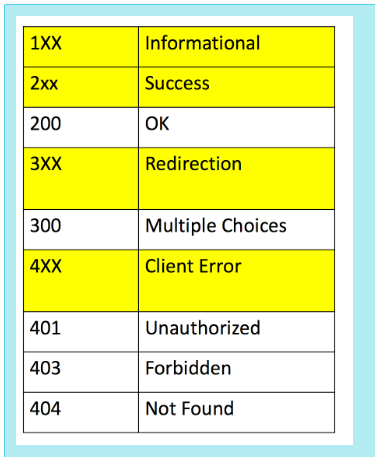 1XX Informational
2xx Success
200 OK
3XX Redirection
300 Multiple Choices
4XX Client Error
401 Unauthorized
403 Forbidden
404 Not Found